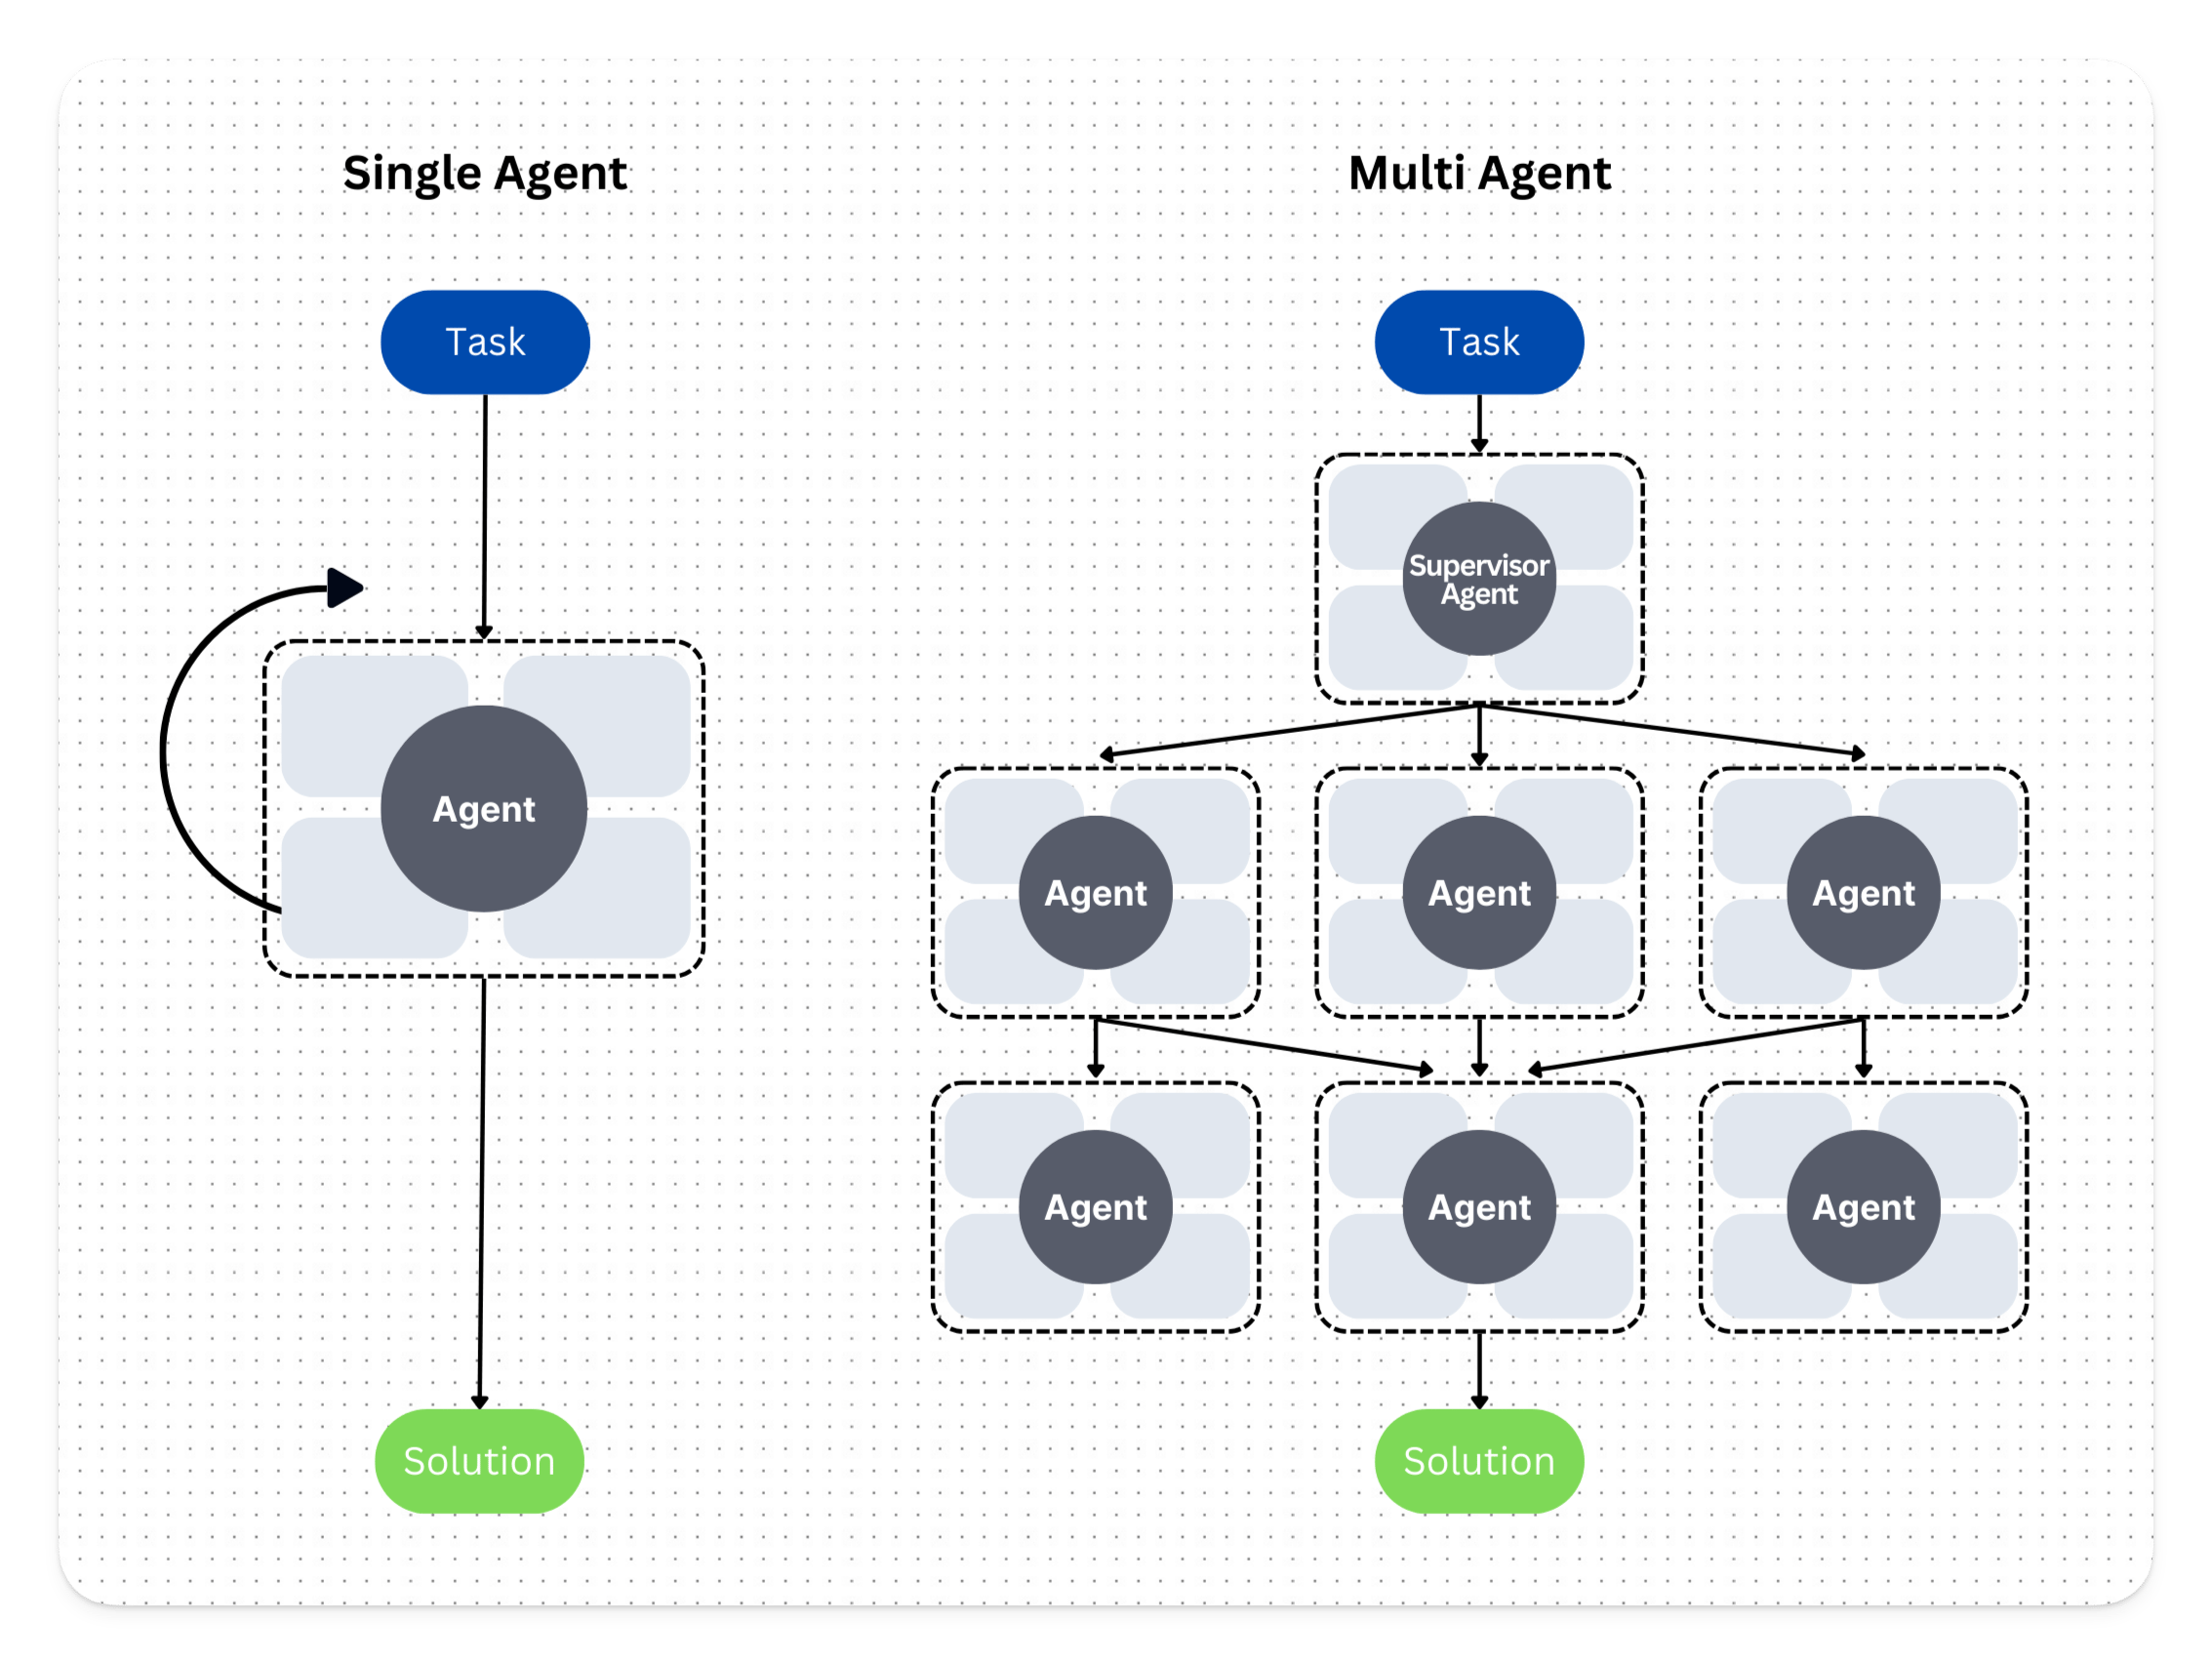 Single Agent
Multi Agent
Task
Task
Supervisor
Agent
Agent
Agent
Agent
Agent
Agent
Agent
Agent
Solution
Solution